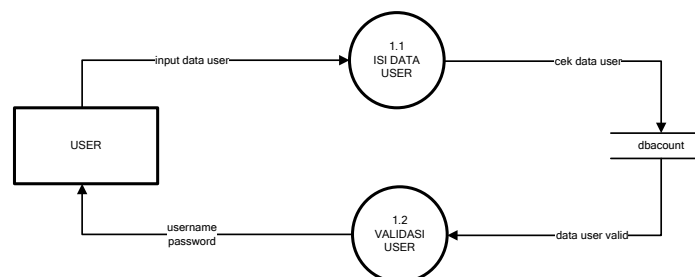 1.1
ISI DATA
USER
input data user
cek data user
USER
dbacount
1.2
VALIDASI
USER
username
password
data user valid